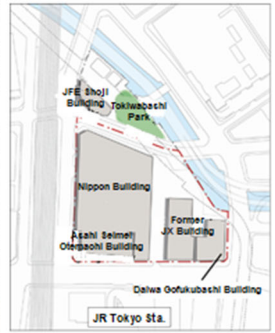 JFE Shoji
Building
Tokiwabashi
Park
Nippon Building
Former
JX Building
Asahi Seimei
Otemachi Building
Daiwa Gofukubashi Building
JR Tokyo Sta.